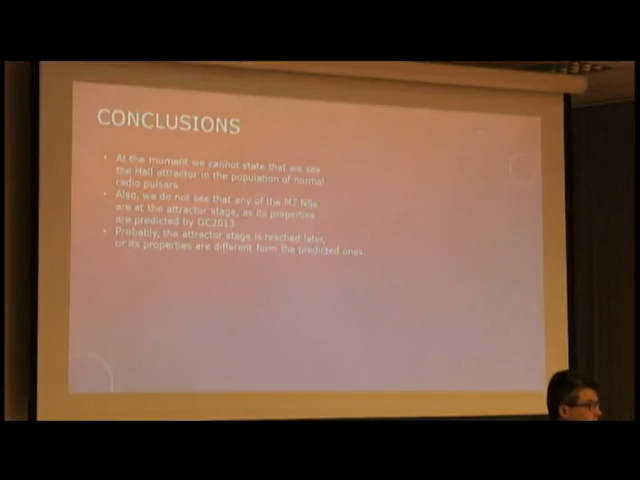 CONCLUSIONS
• At the moment we cannot state that we see
the Hall attractor in the population of normal
radio pulsars
• Also, we do not see that any of the M7 NSs
are at the attractor stage, as its properties
are predicted by GC2013
• Probably, the attractor stage is reached later,
or its properties are different form the predicted ones